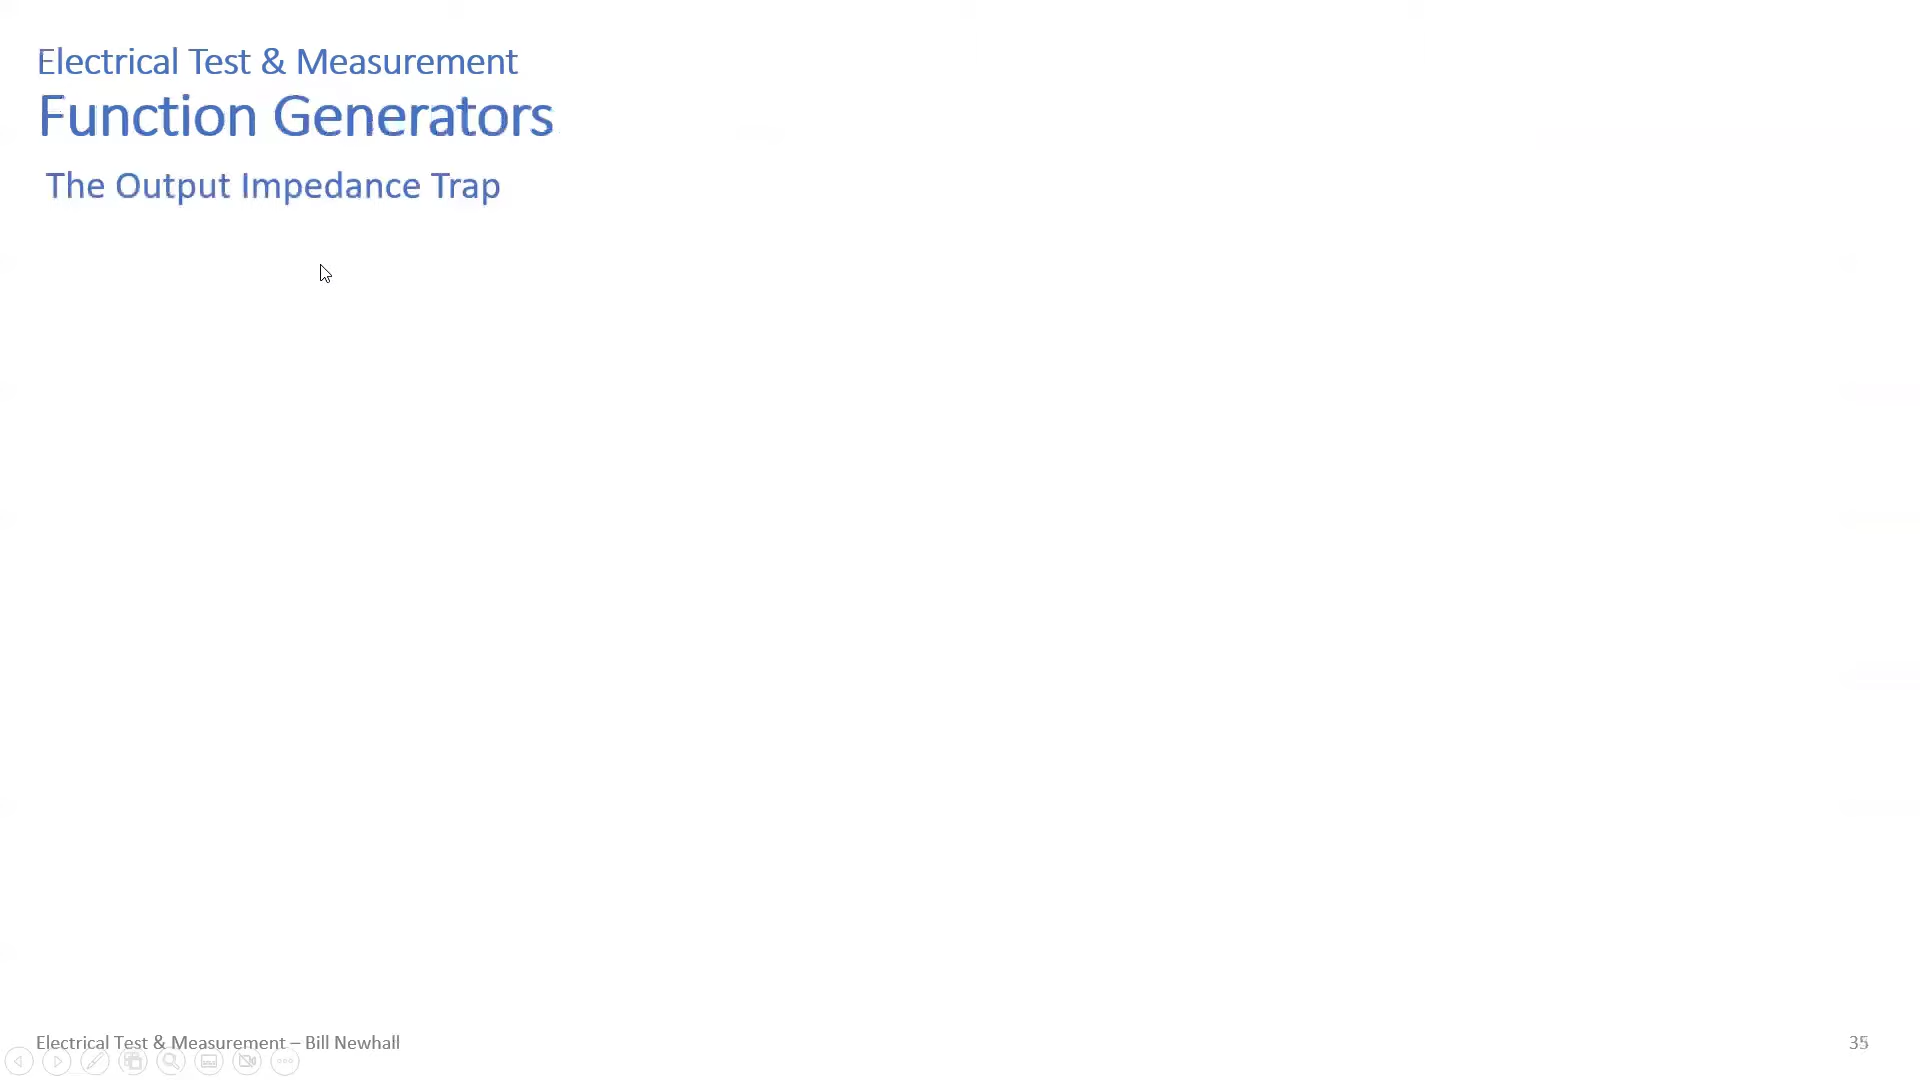 Electrical Test & Measurement
Function Generators
The Output Impedance Trap
Electrical Test & Measurement – Bill Newhall
35